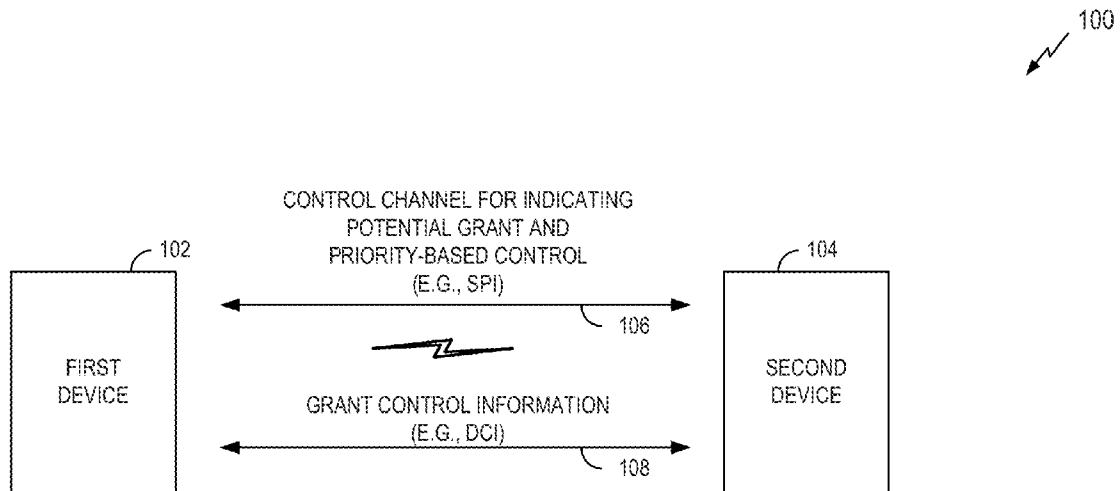 100
CONTROL CHANNEL FOR INDICATING
POTENTIAL GRANT AND
PRIORITY-BASED CONTROL
(E.G., SPI)
102
104
106
FIRST
DEVICE
SECOND
DEVICE
GRANT CONTROL INFORMATION
(E.G., DCI)
108